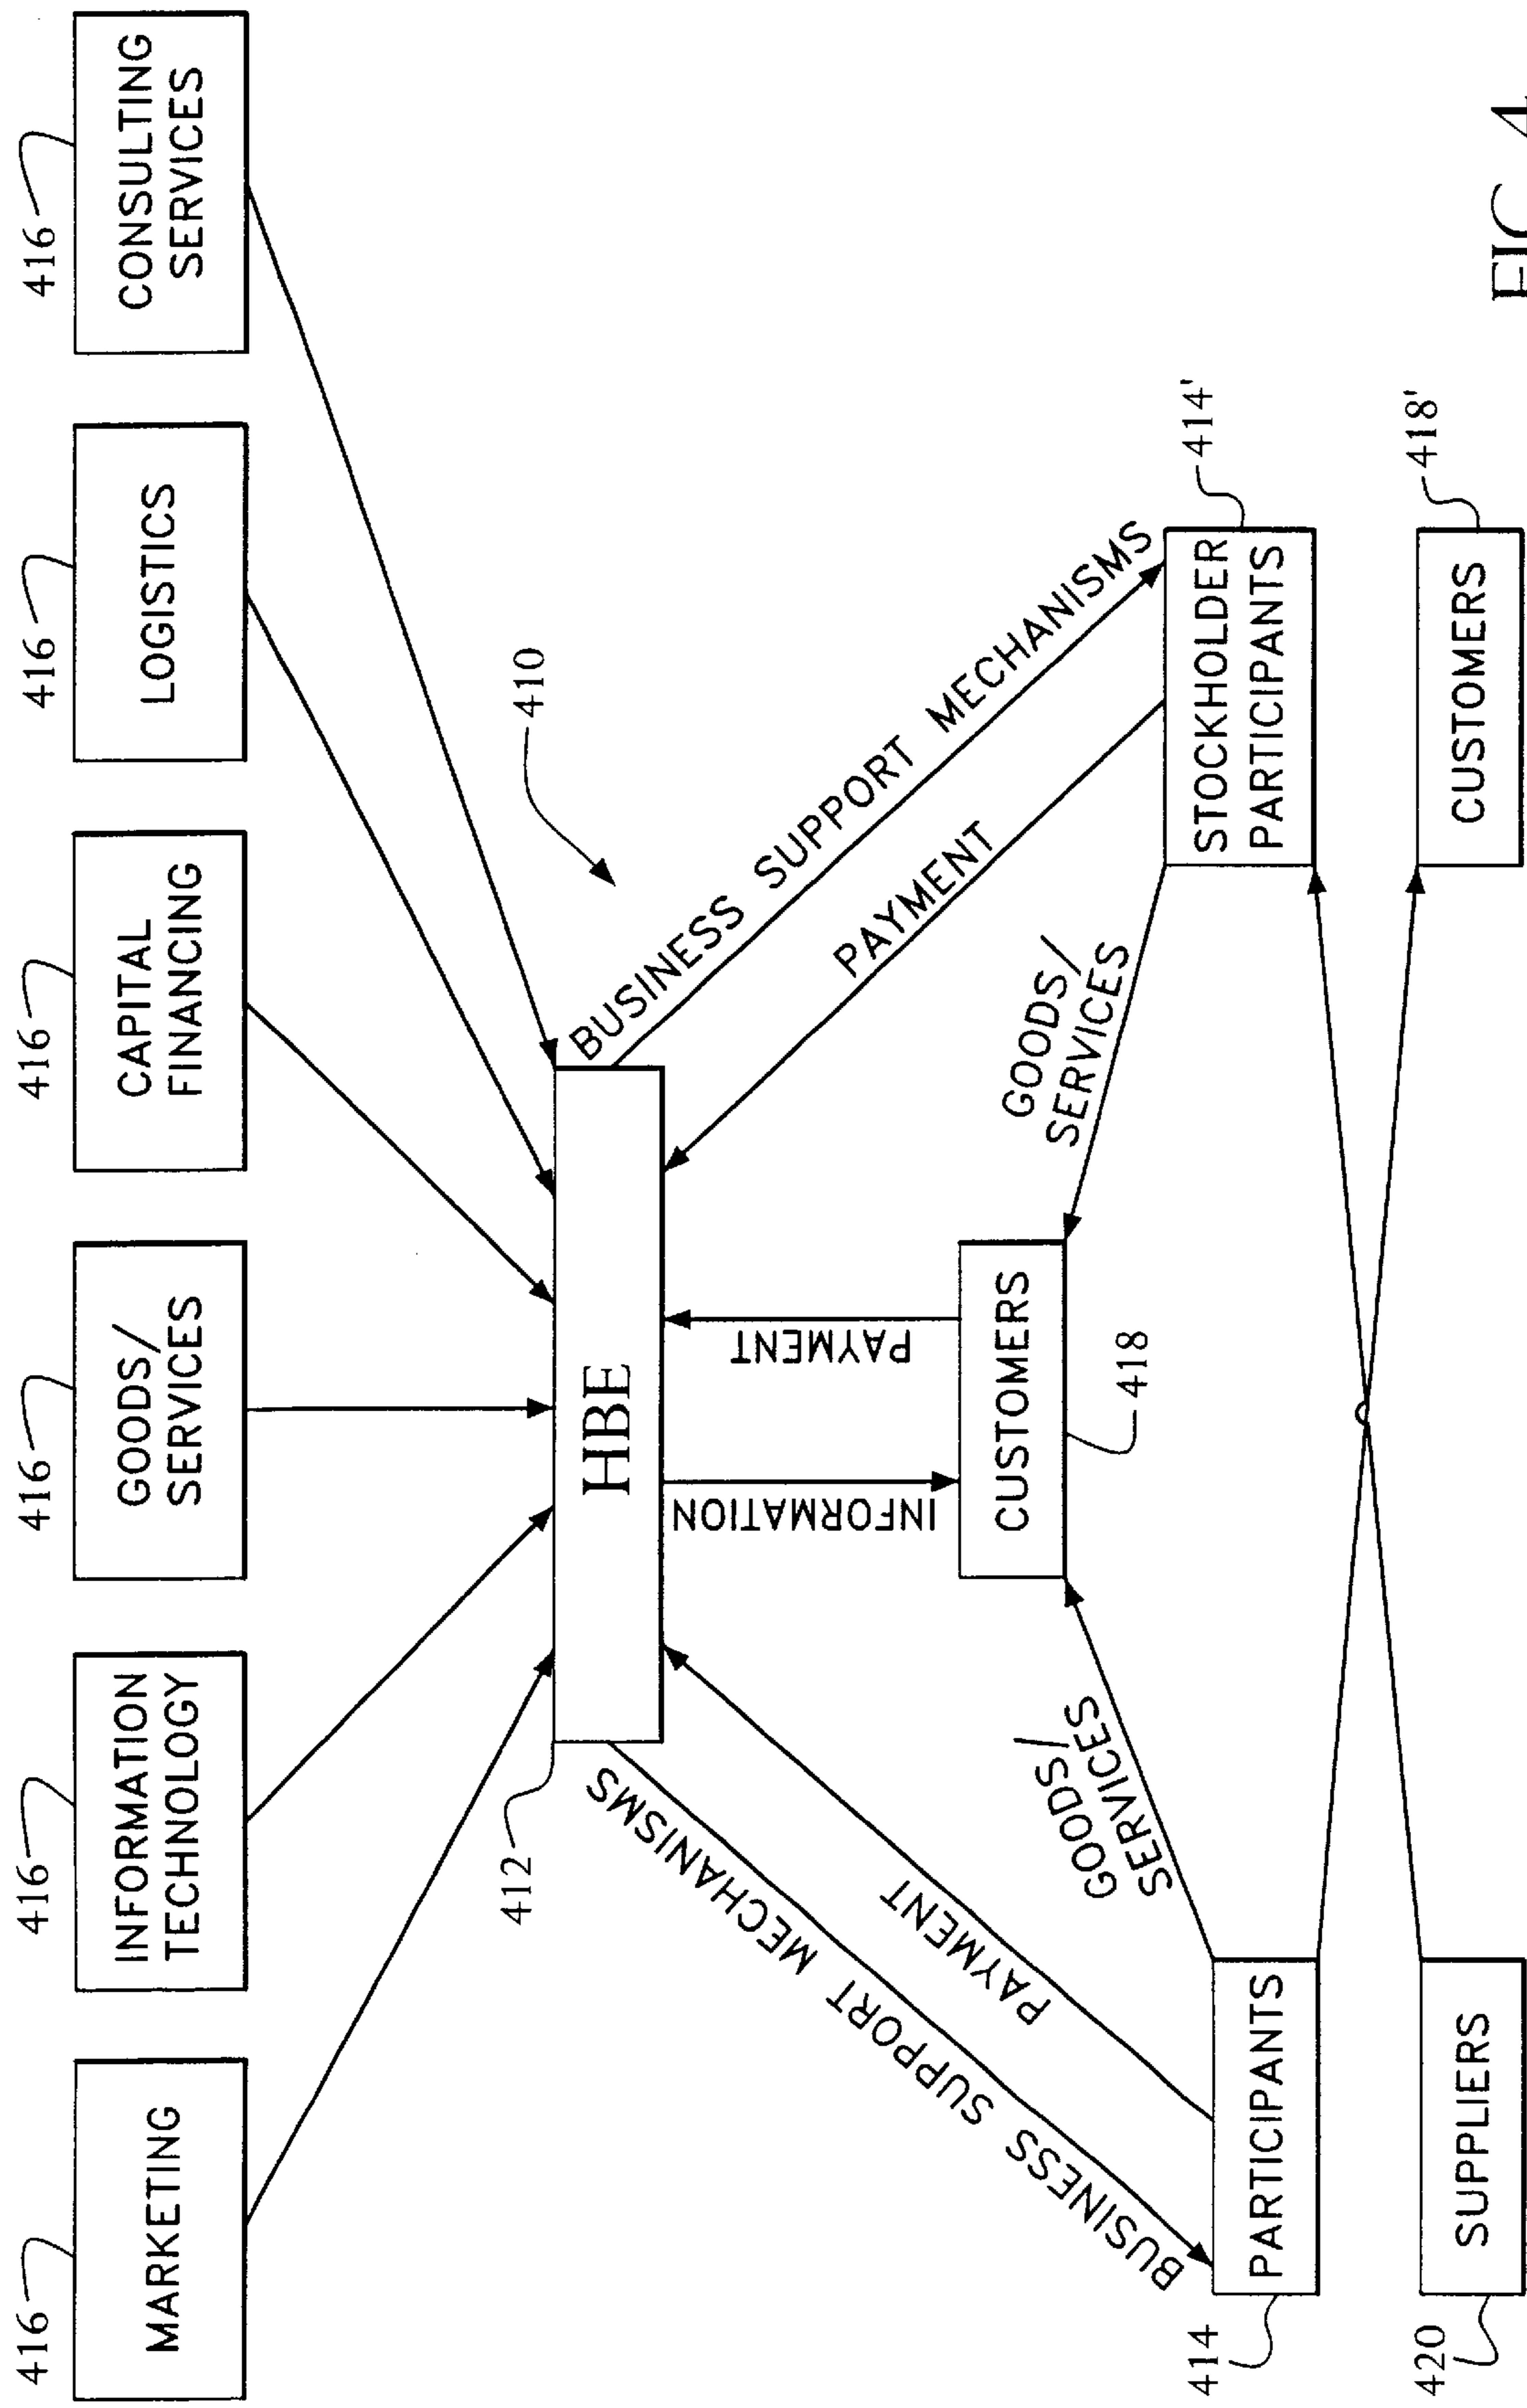 416
416
416
416
416
416
MARKETING
INFORMATION
TECHNOLOGY
GOODS/
SERVICES
CAPITAL
FINANCING
LOGISTICS
CONSULTING
SERVICES
410
412
HBE
BUSINESS SUPPORT MECHANISMS
PAYMENT
INFORMATION
PAYMENT
BUSINESS SUPPORT MECHANISMS
PAYMENT
GOODS/
SERVICES
CUSTOMERS
418
GOODS/
SERVICES
414
PARTICIPANTS
STOCKHOLDER
PARTICIPANTS
414'
420
SUPPLIERS
CUSTOMERS
418'
FIG. 4